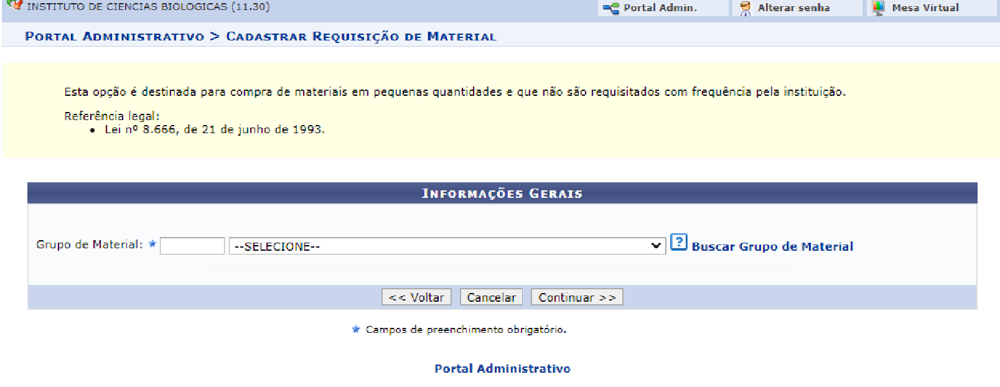 INSTITUTO DE CIENCIAS BIOLOGICAS (11.30)
Portal Admin.
Alterar senha
Mesa Virtual
Portal Administrativo > Cadastrar Requisição de Material
Esta opção é destinada para compra de materiais em pequenas quantidades e que não são requisitados com frequência pela instituição.
Referência legal:
• Lei nº 8.666, de 21 de junho de 1993.
Informações Gerais
Grupo de Material: --SELECIONE-- ? Buscar Grupo de Material
<< Voltar Cancelar Continuar >>
Campos de preenchimento obrigatório.
Portal Administrativo